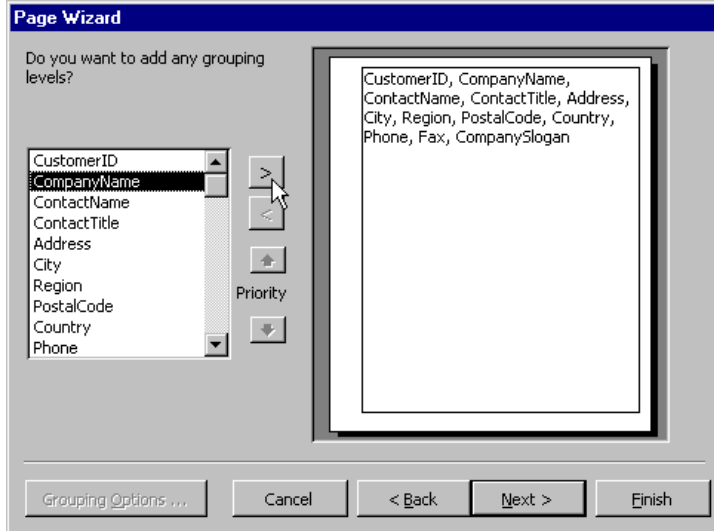 Page Wizard
Do you want to add any grouping
levels?
CustomerID
CompanyName
ContactName
ContactTitle
Address
City
Region
PostalCode
Country
Phone
>
<
Priority
CustomerID, CompanyName,
ContactName, ContactTitle, Address,
City, Region, PostalCode, Country,
Phone, Fax, CompanySlogan
Grouping Options ...
Cancel
< Back
Next >
Finish